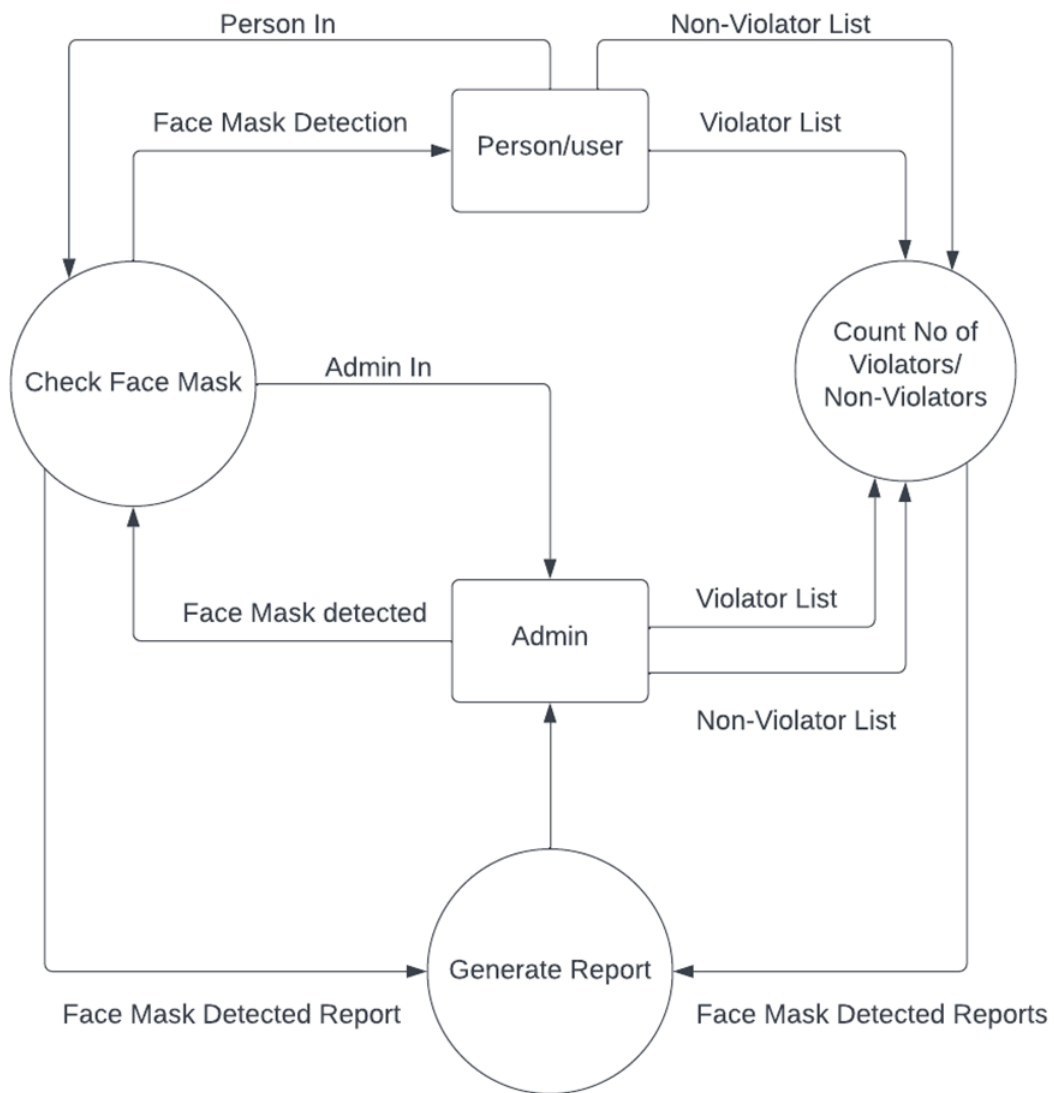 Person In
Non-Violator List
Face Mask Detection
Person/user
Violator List
Check Face Mask
Admin In
Count No of
Violators/
Non-Violators
Face Mask detected
Admin
Violator List
Non-Violator List
Generate Report
Face Mask Detected Report
Face Mask Detected Reports